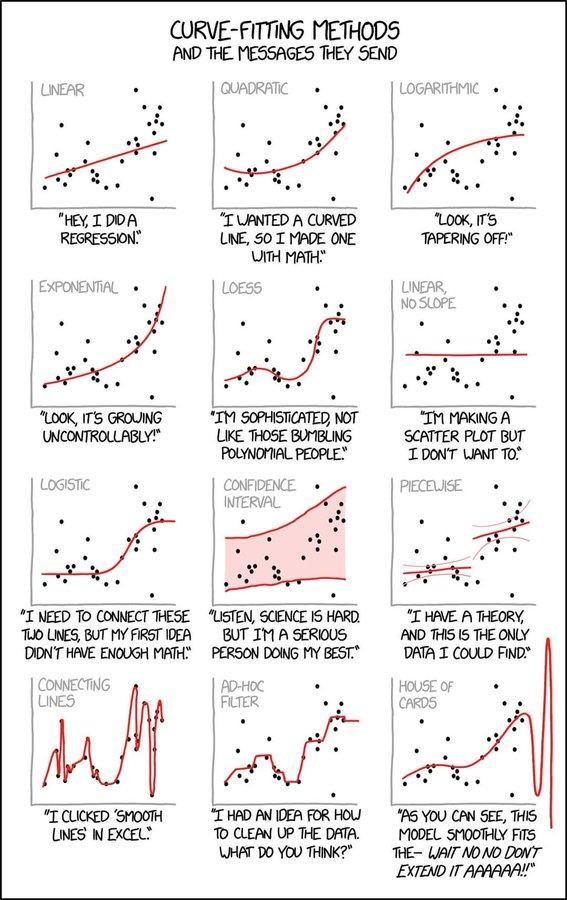 CURVE-FITTING METHODS
AND THE MESSAGES THEY SEND
LINEAR
"HEY, I DID A
REGRESSION."
QUADRATIC
"I WANTED A CURVED
LINE, SO I MADE ONE
WITH MATH."
LOGARITHMIC
"LOOK, IT'S
TAPERING OFF!"
EXPONENTIAL
"LOOK, IT'S GROWING
UNCONTROLLABLY!"
LOESS
"I'M SOPHISTICATED, NOT
LIKE THOSE BUMBLING
POLYNOMIAL PEOPLE."
LINEAR,
NO SLOPE
"I'M MAKING A
SCATTER PLOT BUT
I DON'T WANT TO."
LOGISTIC
"I NEED TO CONNECT THESE
TWO LINES, BUT MY FIRST IDEA
DIDN'T HAVE ENOUGH MATH."
CONFIDENCE
INTERVAL
"LISTEN, SCIENCE IS HARD.
BUT I'M A SERIOUS
PERSON DOING MY BEST."
PIECEWISE
"I HAVE A THEORY,
AND THIS IS THE ONLY
DATA I COULD FIND."
CONNECTING
LINES
"I CLICKED 'SMOOTH
LINES' IN EXCEL."
AD-HOC
FILTER
"I HAD AN IDEA FOR HOW
TO CLEAN UP THE DATA.
WHAT DO YOU THINK?"
HOUSE OF
CARDS
"AS YOU CAN SEE, THIS
MODEL SMOOTHLY FITS
THE– WAIT NO NO DON'T
EXTEND IT AAAAAA!!"